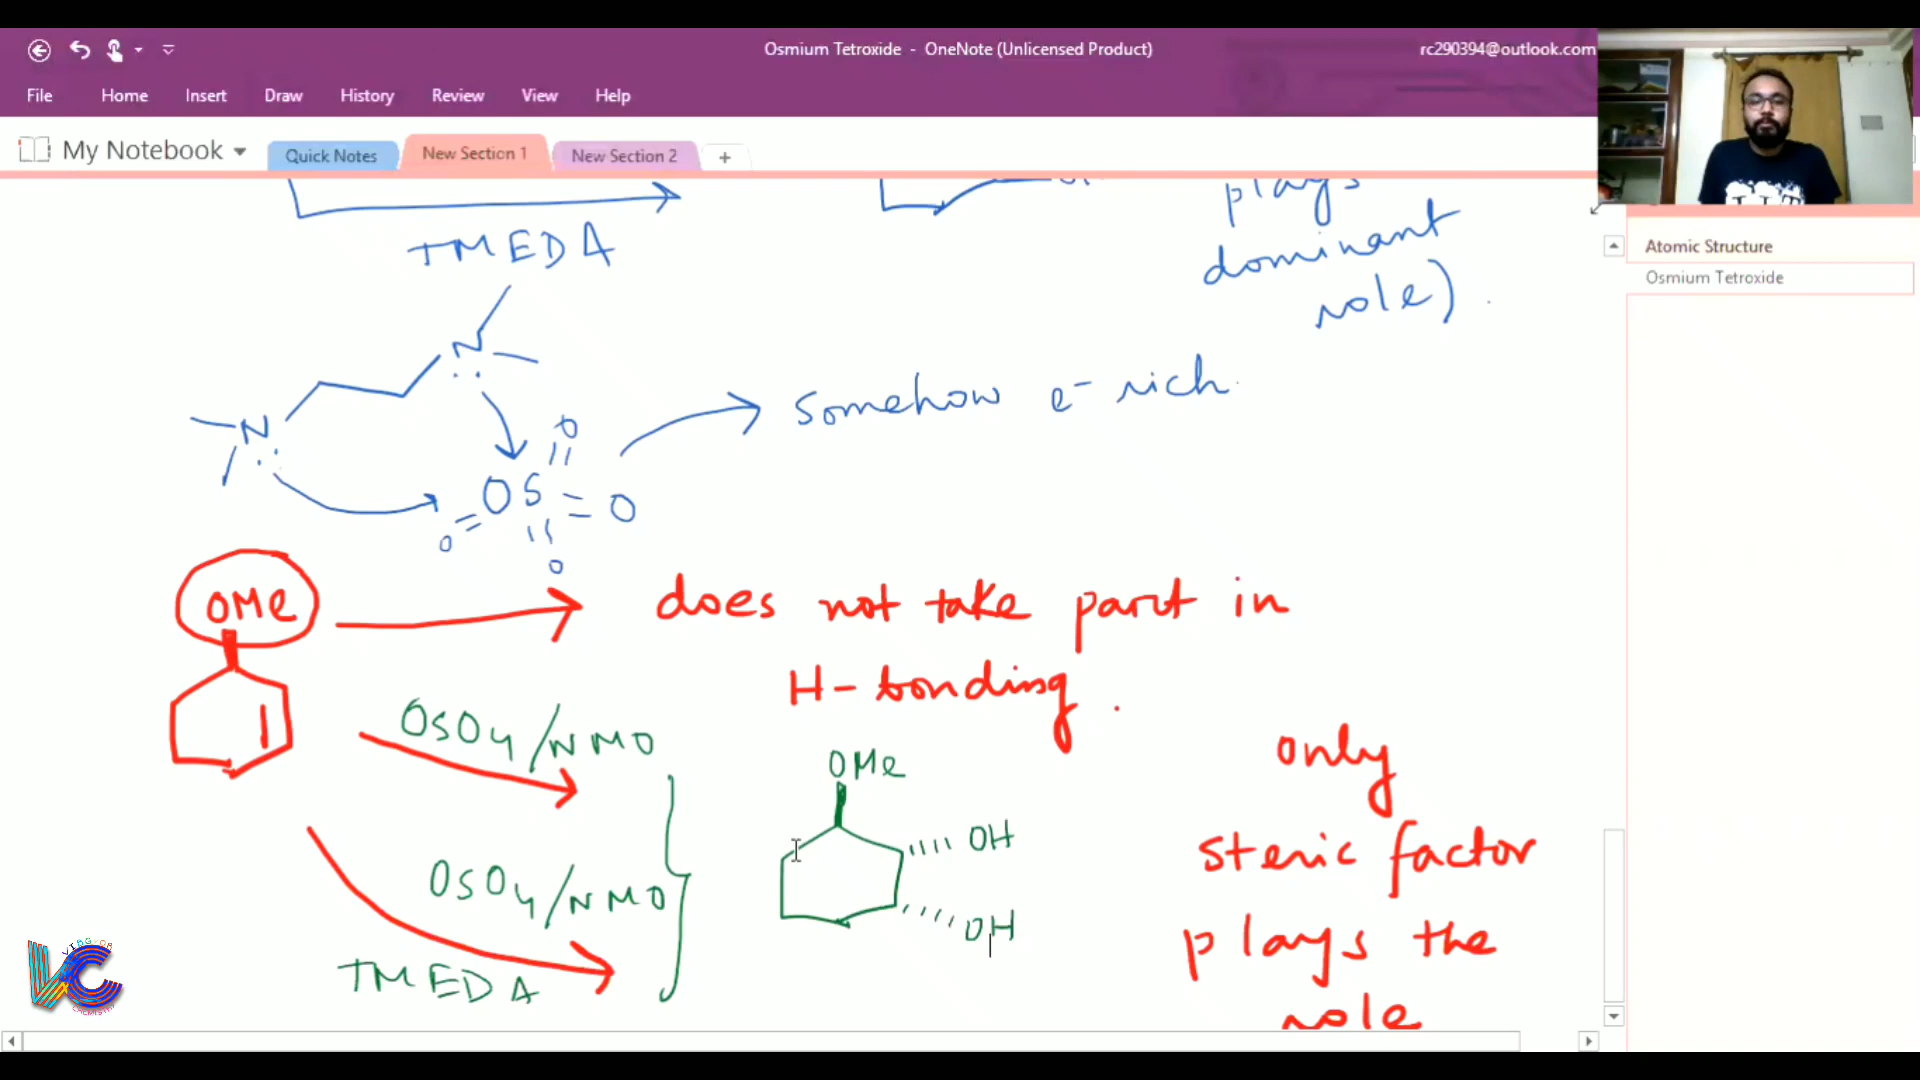 Osmium Tetroxide - OneNote (Unlicensed Product)
rc290394@outlook.com
File Home Insert Draw History Review View Help
My Notebook
Quick Notes
New Section 1
New Section 2
+
Atomic Structure
Osmium Tetroxide
plays
dominant
role)
TMEDA
N
N
Somehow e⁻ rich
O
OS = O
O
O
OMe
does not take part in
H-bonding.
OsO4/NMO
OsO4/NMO
TMEDA
OMe
OH
OH
only
steric factor
plays the
role
VC
CHEMISTRY